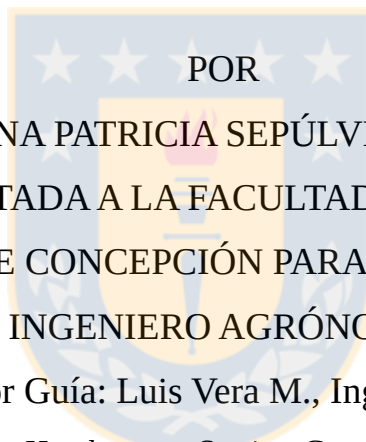 POR
NA PATRICIA SEPÚLV
TADA A LA FACULTAD
E CONCEPCIÓN PARA
INGENIERO AGRÓNO
r Guía: Luis Vera M., Ing